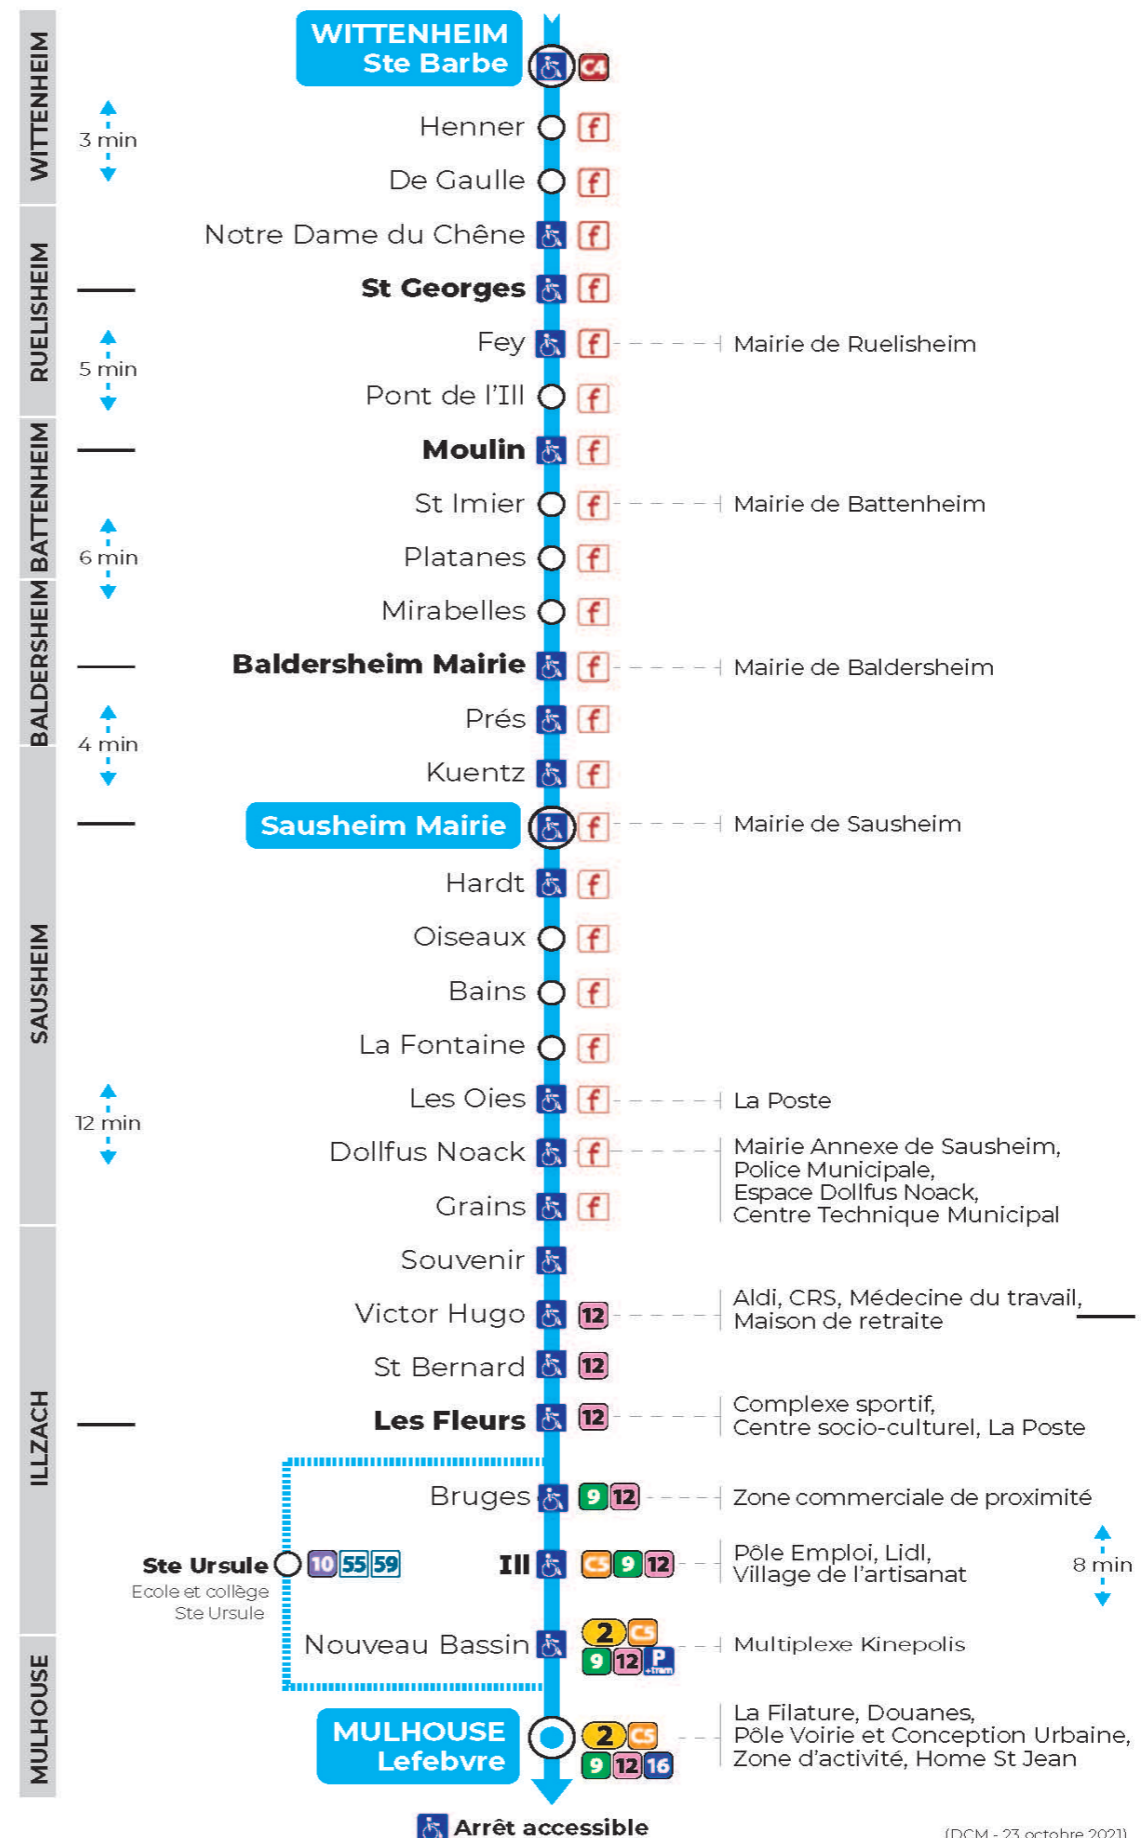 WITTENHEIM
Ste Barbe
C4
WITTENHEIM
3 min
Henner
f
De Gaulle
f
Notre Dame du Chêne
f
RUELISHEIM
St Georges
f
Fey
f
Mairie de Ruelisheim
5 min
Pont de l'Ill
f
BATTENHEIM
Moulin
f
St Imier
f
Mairie de Battenheim
6 min
Platanes
f
Mirabelles
f
BALDERSHEIM
Baldersheim Mairie
f
Mairie de Baldersheim
Prés
f
4 min
Kuentz
f
SAUSHEIM
Sausheim Mairie
f
Mairie de Sausheim
Hardt
f
Oiseaux
f
Bains
f
La Fontaine
f
Les Oies
f
La Poste
12 min
Dollfus Noack
f
Mairie Annexe de Sausheim,
Police Municipale,
Espace Dollfus Noack,
Centre Technique Municipal
Grains
f
Souvenir
ILLZACH
Victor Hugo
12
Aldi, CRS, Médecine du travail,
Maison de retraite
St Bernard
12
Les Fleurs
12
Complexe sportif,
Centre socio-culturel, La Poste
Bruges
9 12
Zone commerciale de proximité
Ste Ursule
10 55 59
Ecole et collège
Ste Ursule
Ill
C5 9 12
Pôle Emploi, Lidl,
Village de l'artisanat
8 min
Nouveau Bassin
2 C5
9 12 P +tram
Multiplexe Kinepolis
MULHOUSE
MULHOUSE
Lefebvre
2 C5
9 12 16
La Filature, Douanes,
Pôle Voirie et Conception Urbaine,
Zone d'activité, Home St Jean
Arrêt accessible
(DCM - 23 octobre 2021)